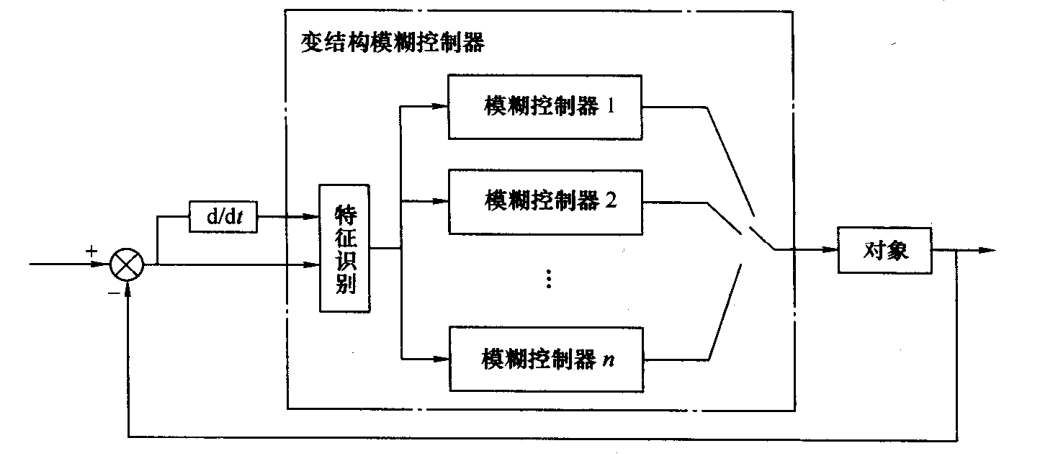 变结构模糊控制器
模糊控制器 1
模糊控制器 2
d/dt
特征识别
+
−
对象
⋮
模糊控制器 n